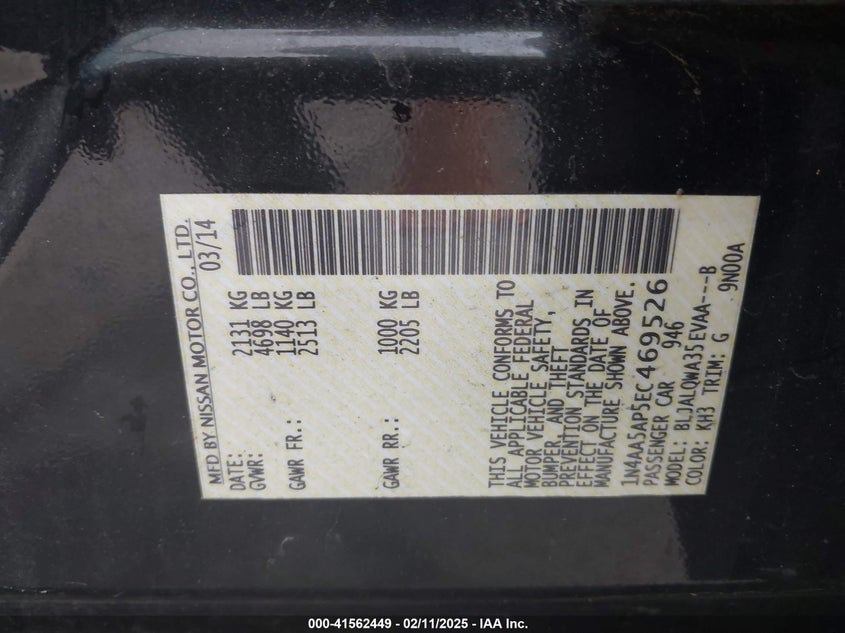 MFD BY NISSAN MOTOR CO., LTD.
DATE: 03/14
GVWR: 2131 KG
4698 LB
GAWR FR.: 1140 KG
2513 LB
GAWR RR.: 1000 KG
2205 LB
THIS VEHICLE CONFORMS TO
ALL APPLICABLE FEDERAL
MOTOR VEHICLE SAFETY,
BUMPER, AND THEFT
PREVENTION STANDARDS IN
EFFECT ON THE DATE OF
MANUFACTURE SHOWN ABOVE.
1N4AA5AP5EC469526
PASSENGER CAR 946
MODEL: BLJALQWA35EVAA---B
COLOR: KH3 TRIM: G 9N00A
000-41562449 - 02/11/2025 - IAA Inc.